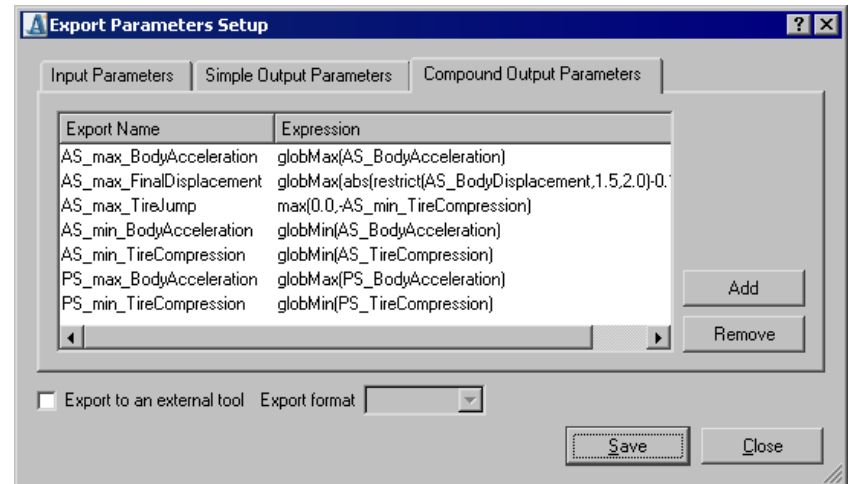 Export Parameters Setup
Input Parameters Simple Output Parameters Compound Output Parameters
Export Name Expression
AS_max_BodyAcceleration globMax(AS_BodyAcceleration)
AS_max_FinalDisplacement globMax(abs(restrict(AS_BodyDisplacement,1.5,2.0)-0.
AS_max_TireJump max(0.0,-AS_min_TireCompression)
AS_min_BodyAcceleration globMin(AS_BodyAcceleration)
AS_min_TireCompression globMin(AS_TireCompression)
PS_max_BodyAcceleration globMax(PS_BodyAcceleration)
PS_min_TireCompression globMin(PS_TireCompression)
Add
Remove
Export to an external tool Export format
Save Close